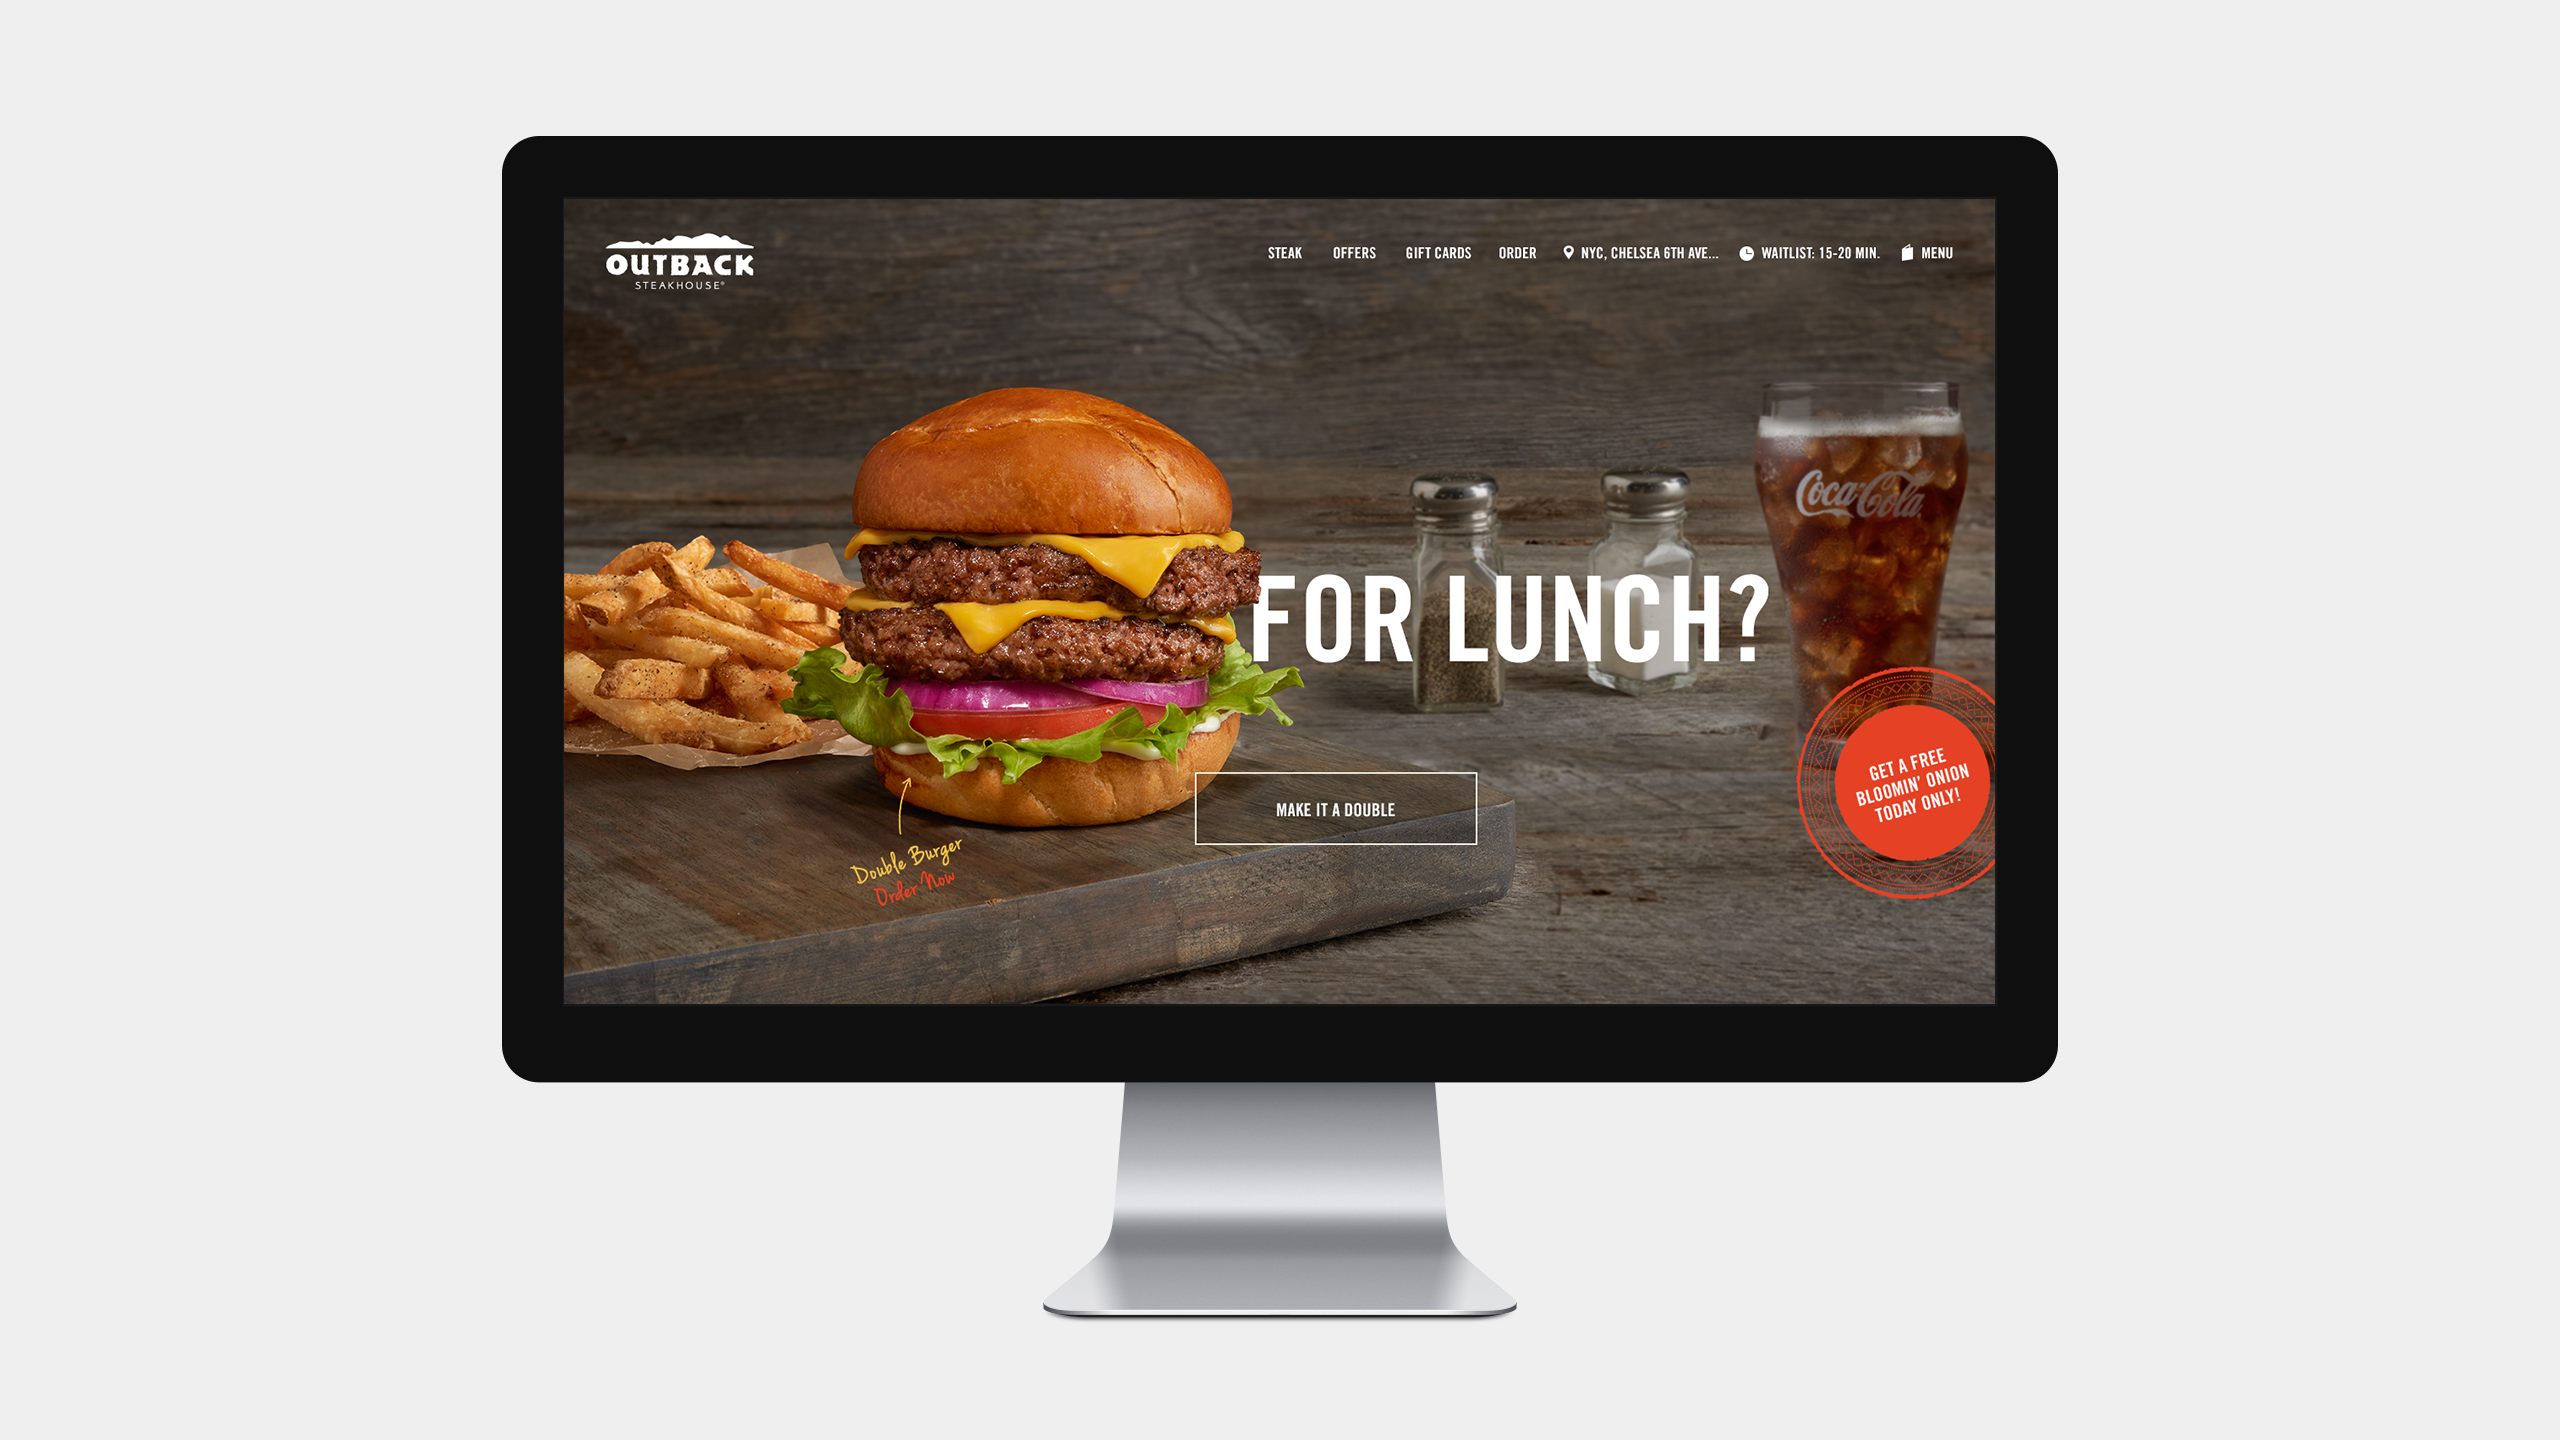 OUTBACK
STEAKHOUSE®
STEAK
OFFERS
GIFT CARDS
ORDER
NYC, CHELSEA 6TH AVE...
WAITLIST: 15-20 MIN.
MENU
Coca-Cola
FOR LUNCH?
MAKE IT A DOUBLE
Double Burger
Order Now
GET A FREE
BLOOMIN' ONION
TODAY ONLY!